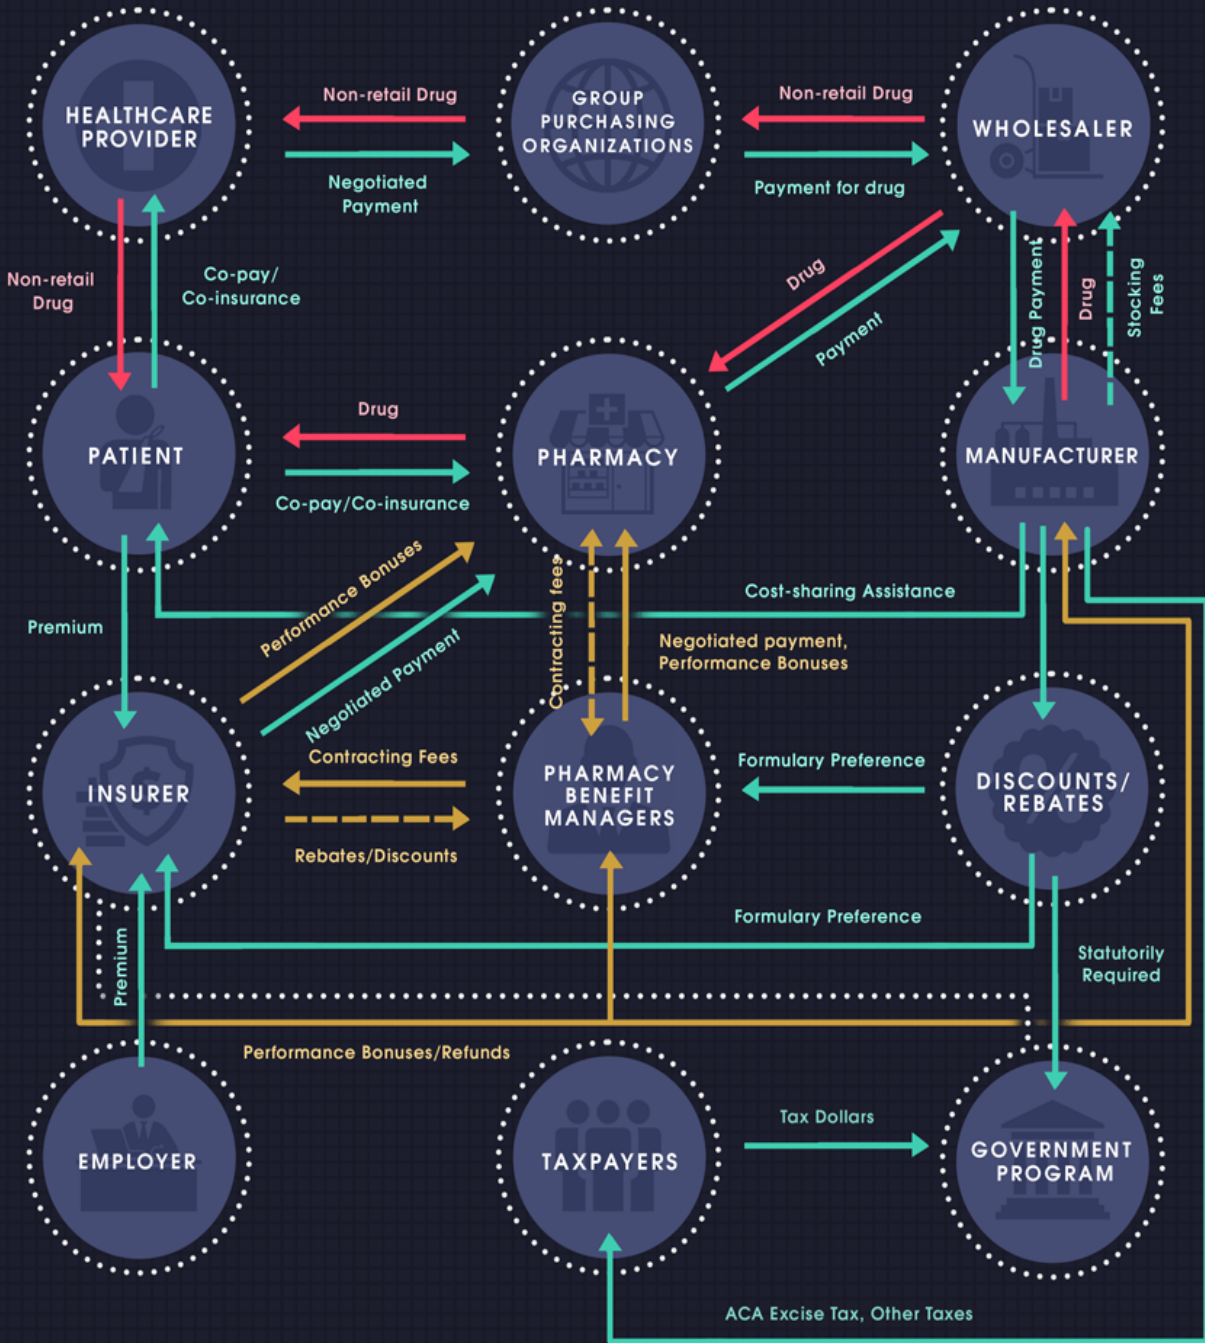 HEALTHCARE
PROVIDER
Non-retail Drug
Negotiated
Payment
GROUP
PURCHASING
ORGANIZATIONS
Non-retail Drug
Payment for drug
WHOLESALER
Non-retail
Drug
Co-pay/
Co-insurance
Drug
Payment
Drug Payment
Drug
Stocking
Fees
PATIENT
Drug
Co-pay/Co-insurance
PHARMACY
MANUFACTURER
Premium
Performance Bonuses
Negotiated Payment
Contracting fees
Cost-sharing Assistance
Negotiated payment,
Performance Bonuses
INSURER
Contracting Fees
Rebates/Discounts
PHARMACY
BENEFIT
MANAGERS
Formulary Preference
DISCOUNTS/
REBATES
Premium
Formulary Preference
Statutorily
Required
Performance Bonuses/Refunds
EMPLOYER
TAXPAYERS
Tax Dollars
GOVERNMENT
PROGRAM
ACA Excise Tax, Other Taxes